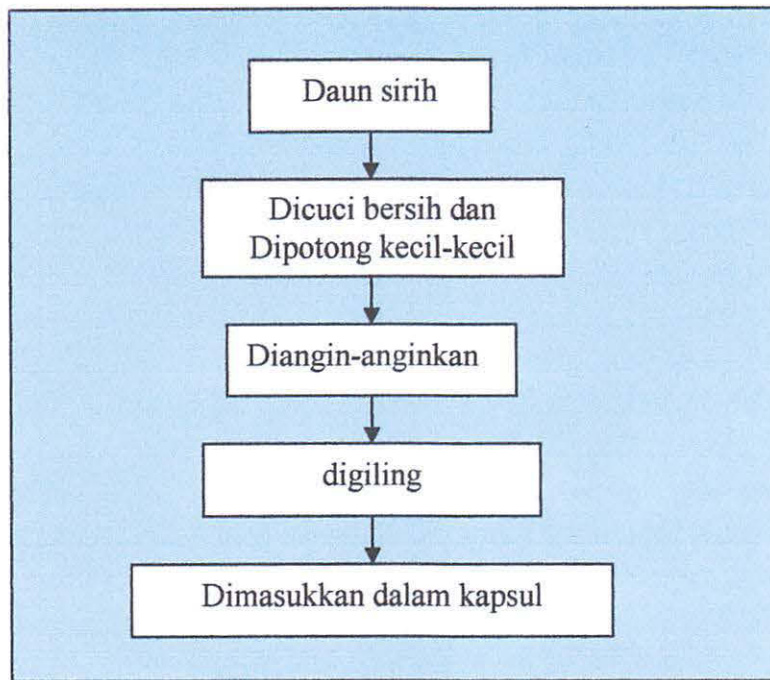 Daun sirih
Dicuci bersih dan
Dipotong kecil-kecil
Diangin-anginkan
digiling
Dimasukkan dalam kapsul